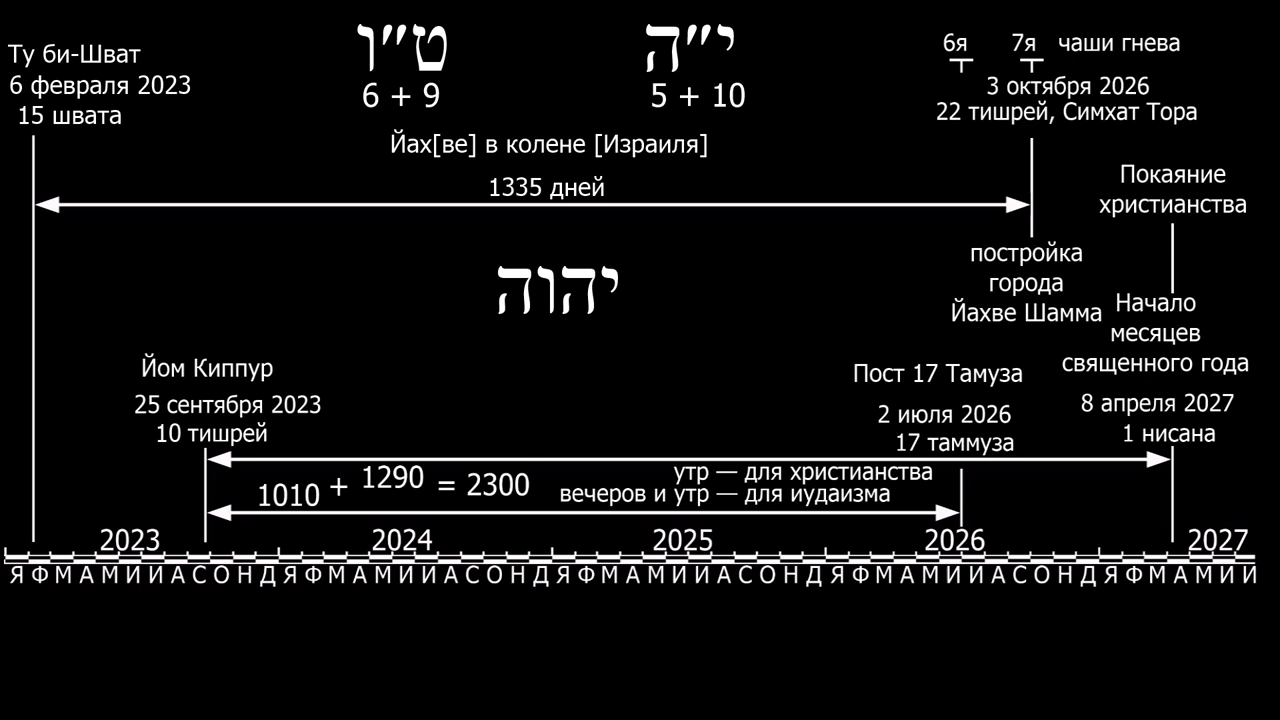 Ту би-Шват
6 февраля 2023
15 швата
ט"ו
6 + 9
י"ה
5 + 10
Йах[ве] в колене [Израиля]
1335 дней
6я 7я чаши гнева
3 октября 2026
22 тишрей, Симхат Тора
Покаяние
христианства
постройка
города
Йахве Шамма
יהוה
Начало
месяцев
священного года
8 апреля 2027
1 нисана
Йом Киппур
25 сентября 2023
10 тишрей
Пост 17 Тамуза
2 июля 2026
17 таммуза
1010 + 1290 = 2300
утр — для христианства
вечеров и утр — для иудаизма
2023 2024 2025 2026 2027
Я Ф М А М И И А С О Н Д Я Ф М А М И И А С О Н Д Я Ф М А М И И А С О Н Д Я Ф М А М И И А С О Н Д Я Ф М А М И И